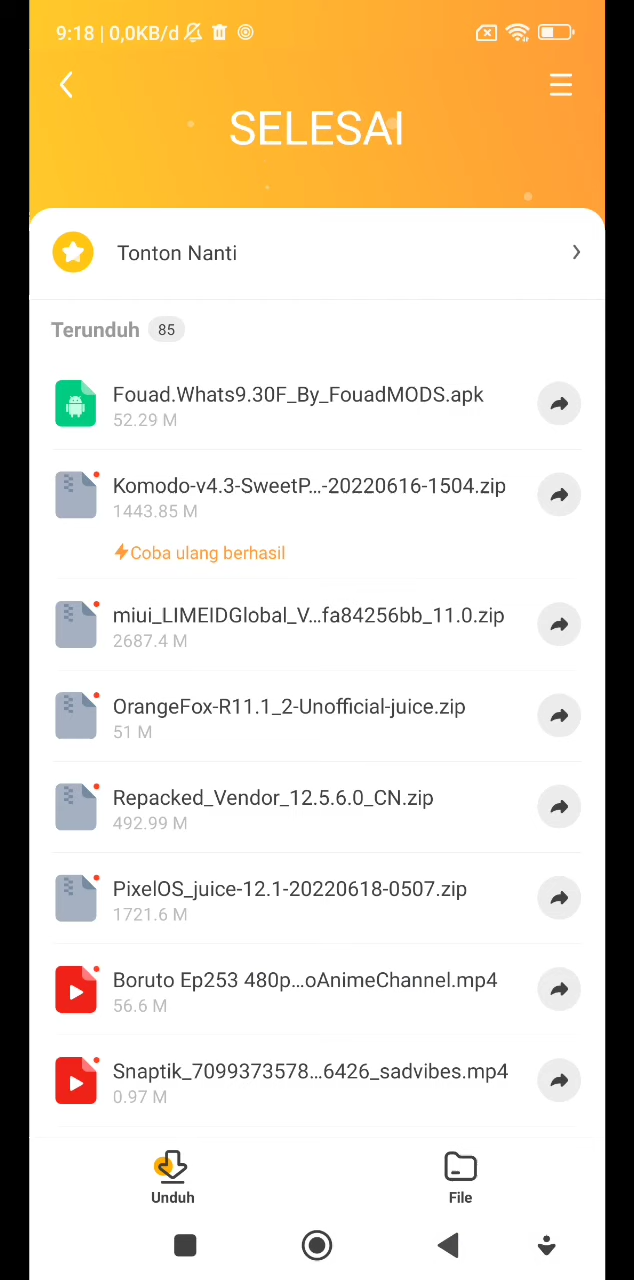 9:18 | 0,0KB/d
SELESAI
Tonton Nanti
Terunduh 85
Fouad.Whats9.30F_By_FouadMODS.apk
52.29 M
Komodo-v4.3-SweetP...-20220616-1504.zip
1443.85 M
Coba ulang berhasil
miui_LIMEIDGlobal_V...fa84256bb_11.0.zip
2687.4 M
OrangeFox-R11.1_2-Unofficial-juice.zip
51 M
Repacked_Vendor_12.5.6.0_CN.zip
492.99 M
PixelOS_juice-12.1-20220618-0507.zip
1721.6 M
Boruto Ep253 480p...oAnimeChannel.mp4
56.6 M
Snaptik_7099373578...6426_sadvibes.mp4
0.97 M
Unduh
File